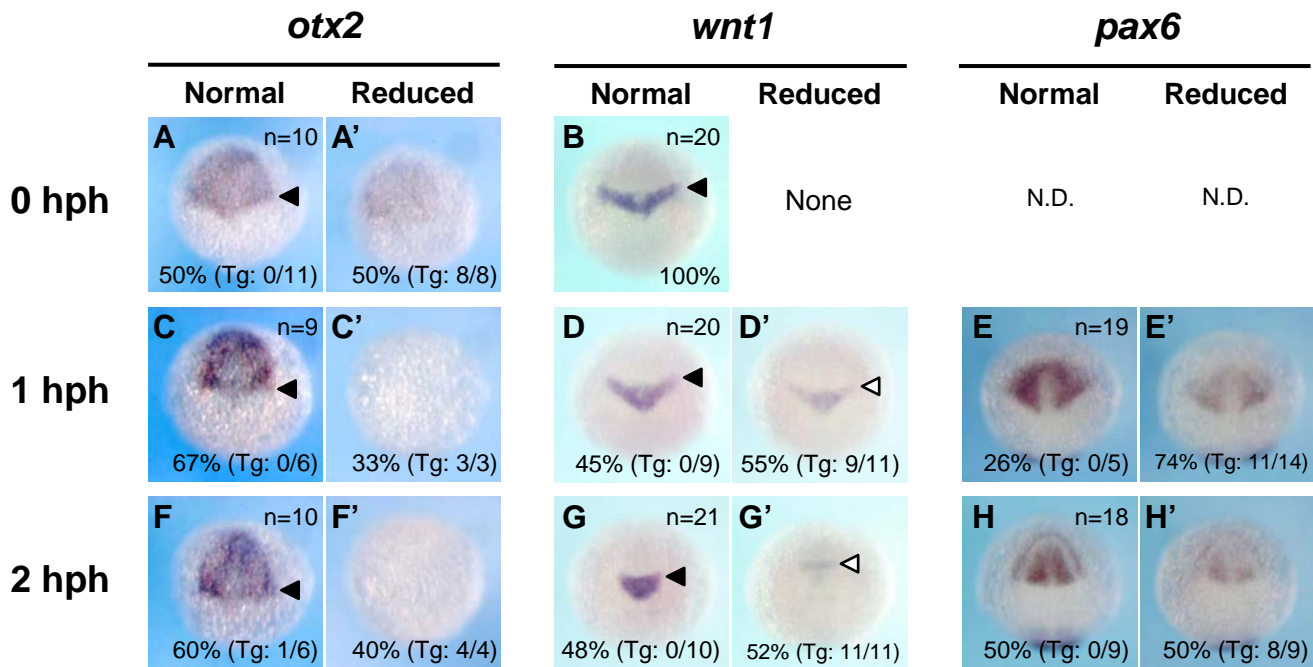 otx2 wnt1 pax6
Normal Reduced Normal Reduced Normal Reduced
0 hph
A n=10 A’ B n=20
None N.D. N.D.
50% (Tg: 0/11) 50% (Tg: 8/8) 100%
1 hph
C n=9 C’ D n=20 D’ E n=19 E’
67% (Tg: 0/6) 33% (Tg: 3/3) 45% (Tg: 0/9) 55% (Tg: 9/11) 26% (Tg: 0/5) 74% (Tg: 11/14)
2 hph
F n=10 F’ G n=21 G’ H n=18 H’
60% (Tg: 1/6) 40% (Tg: 4/4) 48% (Tg: 0/10) 52% (Tg: 11/11) 50% (Tg: 0/9) 50% (Tg: 8/9)